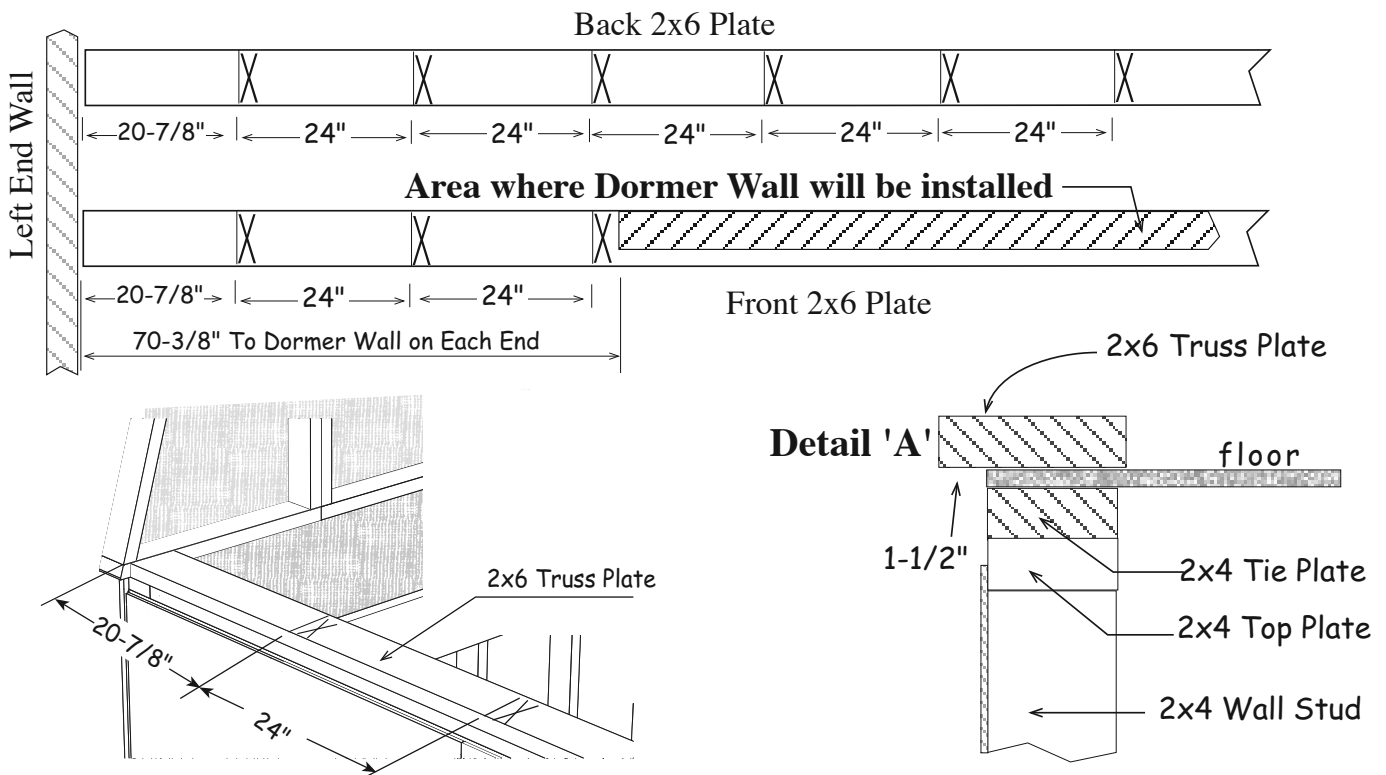 Back 2x6 Plate
Left End Wall
20-7/8" 24" 24" 24" 24" 24"
Area where Dormer Wall will be installed
20-7/8" 24" 24"
Front 2x6 Plate
70-3/8" To Dormer Wall on Each End
2x6 Truss Plate
Detail 'A'
floor
1-1/2"
2x4 Tie Plate
2x4 Top Plate
2x4 Wall Stud
2x6 Truss Plate
20-7/8"
24"